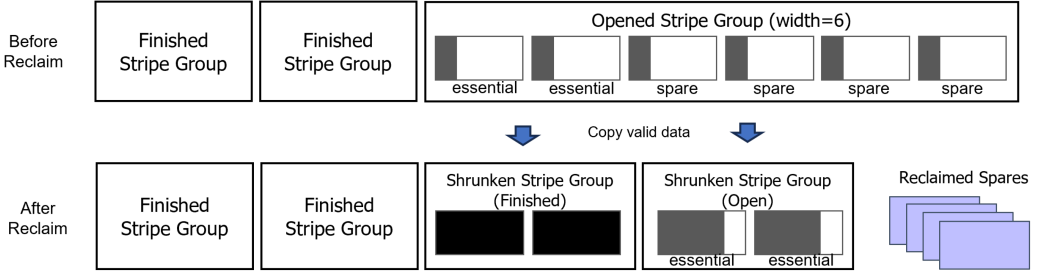 Before
Reclaim
Finished
Stripe Group
Finished
Stripe Group
Opened Stripe Group (width=6)
essential
essential
spare
spare
spare
spare
Copy valid data
After
Reclaim
Finished
Stripe Group
Finished
Stripe Group
Shrunken Stripe Group
(Finished)
Shrunken Stripe Group
(Open)
essential
essential
Reclaimed Spares